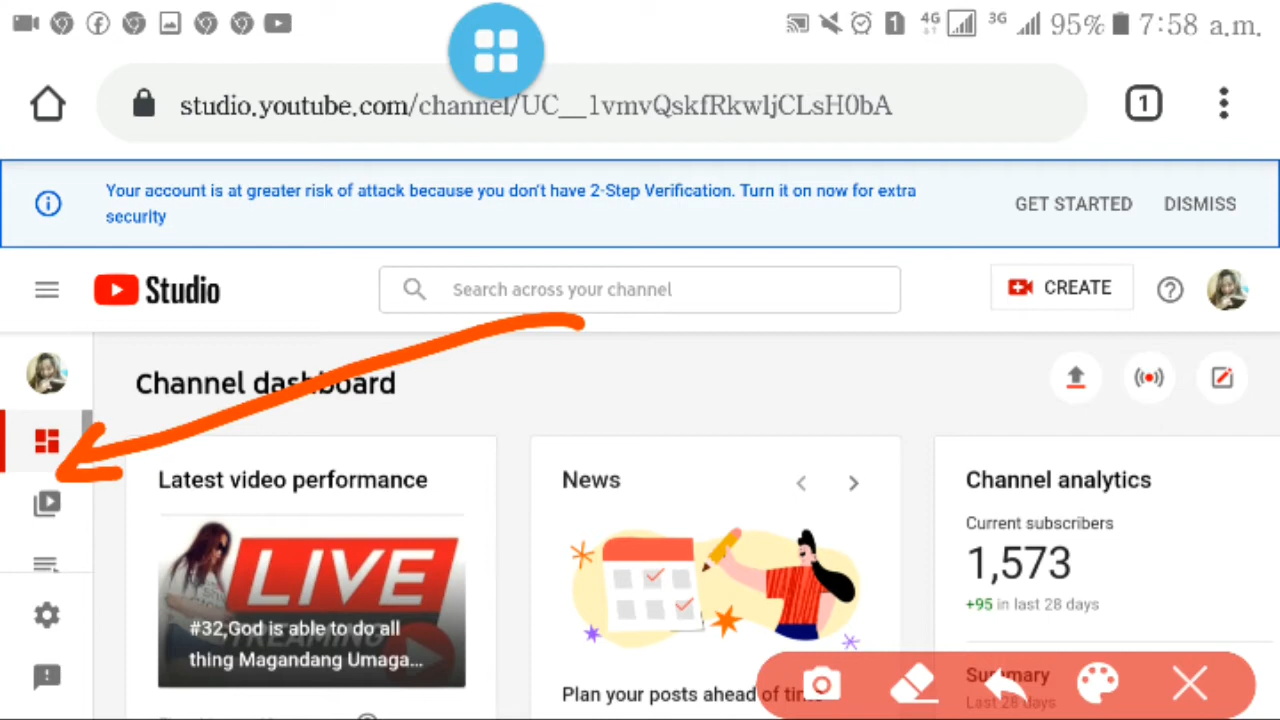 4G 3G 95% 7:58 a.m.
1
studio.youtube.com/channel/UC__lvmvQskfRkwljCLsH0bA 1
Your account is at greater risk of attack because you don't have 2-Step Verification. Turn it on now for extra
security
GET STARTED DISMISS
Studio
Search across your channel
CREATE
Channel dashboard
Latest video performance
LIVE
#32,God is able to do all
thing Magandang Umaga...
News
Plan your posts ahead of time
Channel analytics
Current subscribers
1,573
+95 in last 28 days
Summary
Last 28 days